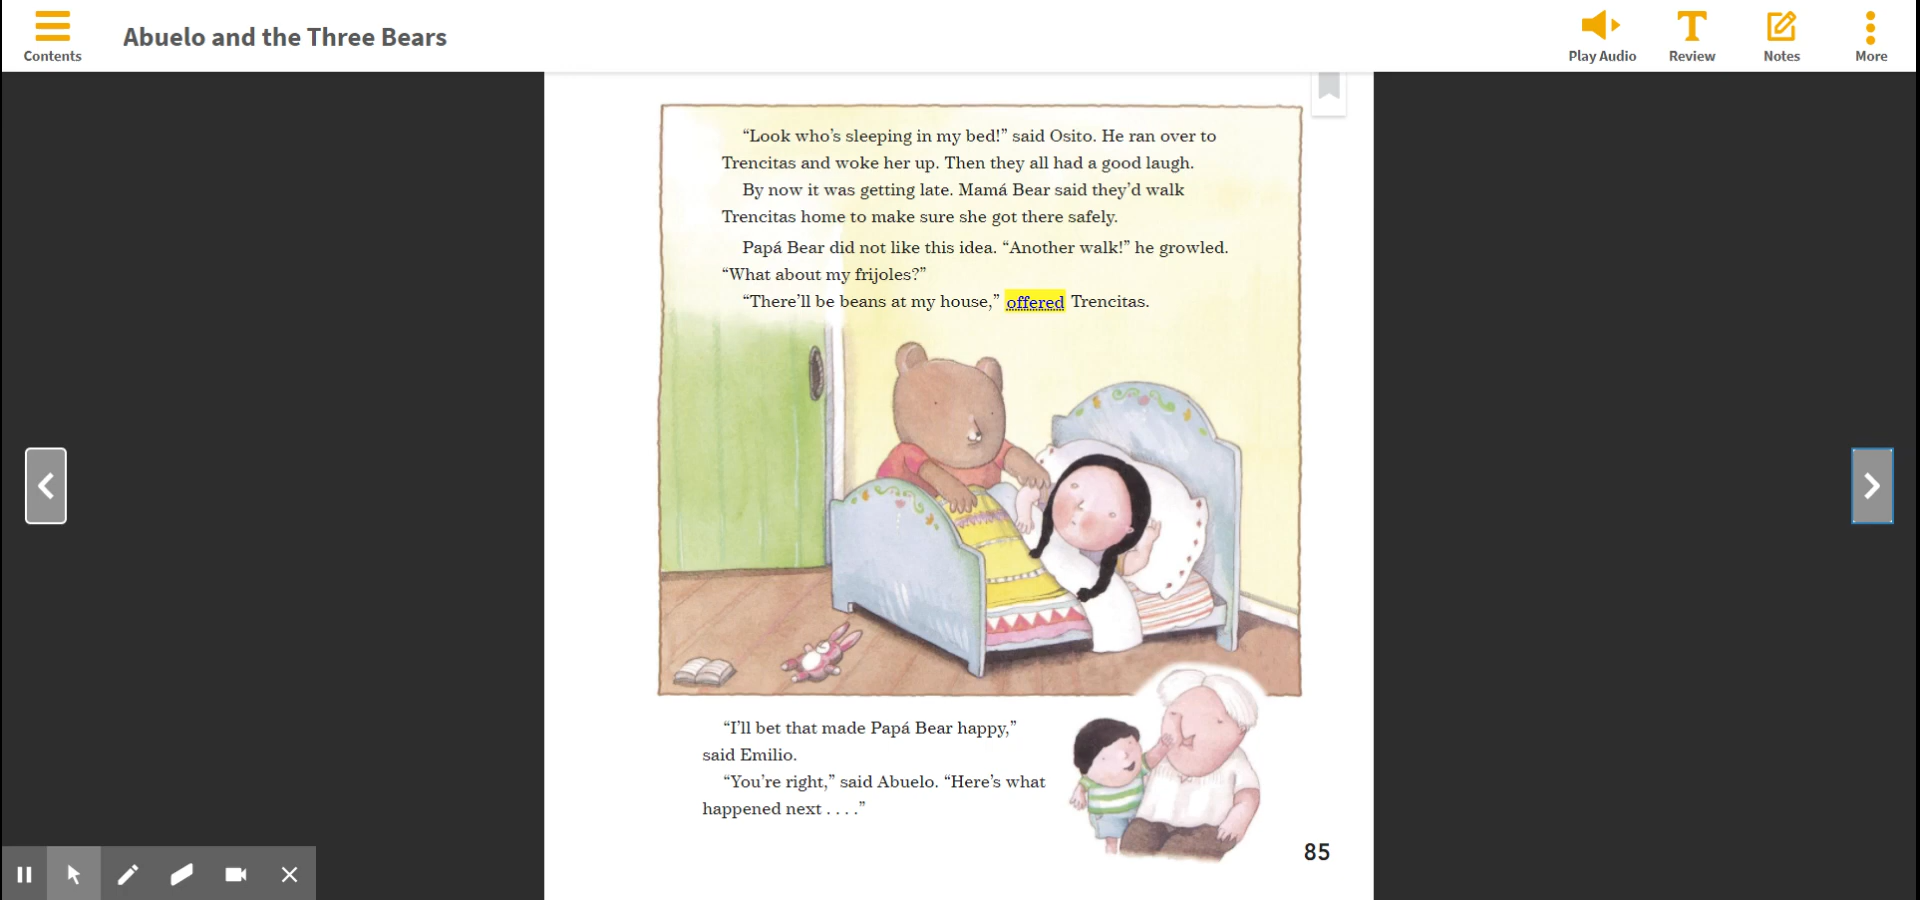 Contents
Abuelo and the Three Bears
Play Audio
Review
Notes
More
“Look who’s sleeping in my bed!” said Osito. He ran over to
Trencitas and woke her up. Then they all had a good laugh.
By now it was getting late. Mamá Bear said they’d walk
Trencitas home to make sure she got there safely.
Papá Bear did not like this idea. “Another walk!” he growled.
“What about my frijoles?”
“There’ll be beans at my house,” offered Trencitas.
“I’ll bet that made Papá Bear happy,”
said Emilio.
“You’re right,” said Abuelo. “Here’s what
happened next . . . .”
85